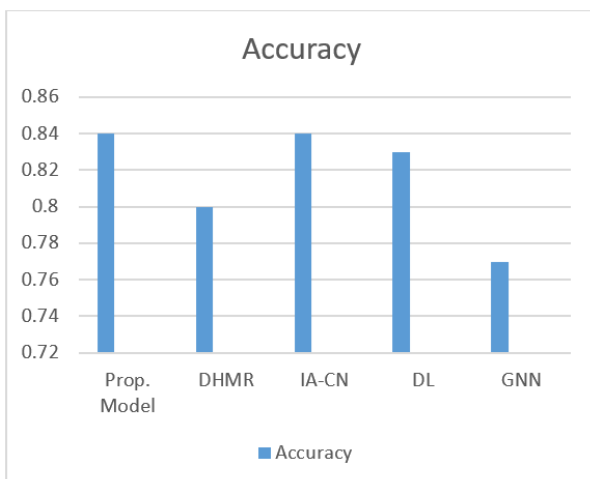 Accuracy
0.86
0.84
0.82
0.8
0.78
0.76
0.74
0.72
Prop. Model
DHMR
IA-CN
DL
GNN
Accuracy